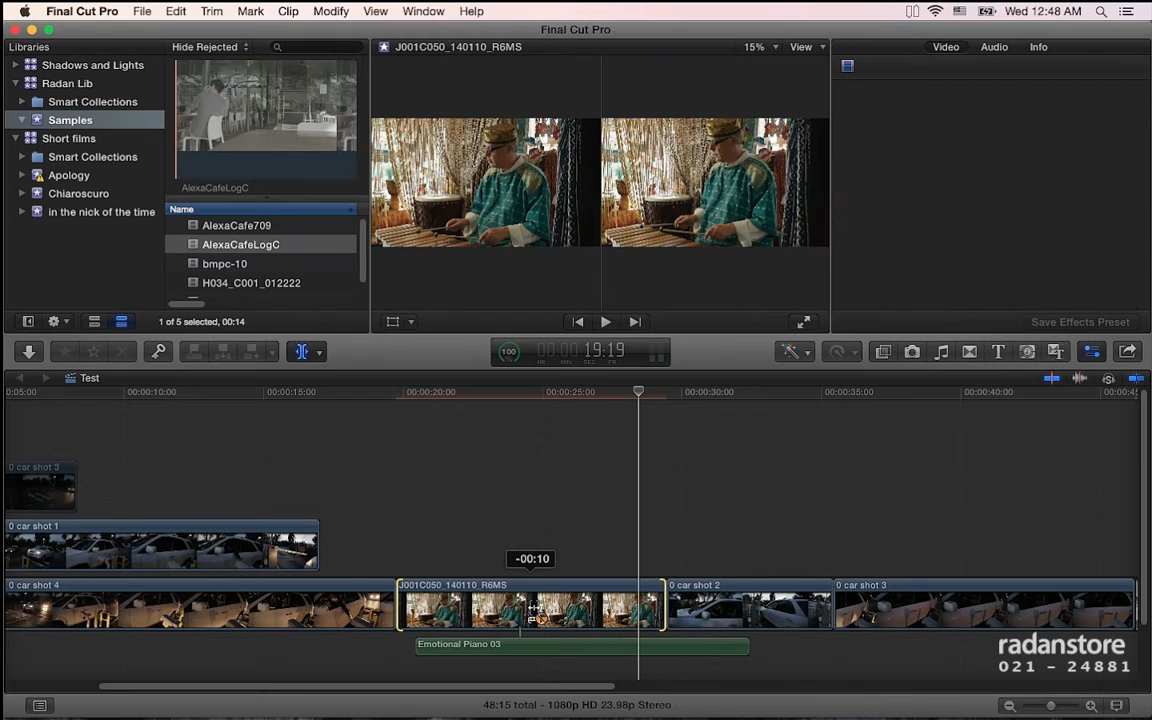 Final Cut Pro File Edit Trim Mark Clip Modify View Window Help Wed 12:48 AM
Final Cut Pro
Libraries Hide Rejected J001C050_140110_R6MS 15% View Video Audio Info
Shadows and Lights
Radan Lib
Smart Collections
Samples
Short films
Smart Collections
Apology
Chiaroscuro
in the nick of the time
AlexaCafeLogC
Name
AlexaCafe709
AlexaCafeLogC
bmpc-10
H034_C001_012222
1 of 5 selected, 00:14
Save Effects Preset
100 00:00:19:19
HR MIN SEC FR
Test
0:05:00 00:00:10:00 00:00:15:00 00:00:20:00 00:00:25:00 00:00:30:00 00:00:35:00 00:00:40:00 00:00:45
0 car shot 3
0 car shot 1
-00:10
0 car shot 4 J001C050_140110_R6MS 0 car shot 2 0 car shot 3
Emotional Piano 03
radanstore
021 - 24881
48:15 total - 1080p HD 23.98p Stereo